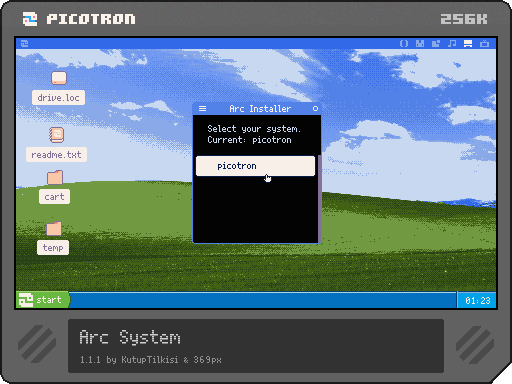 PICOTRON
256K
drive.loc
readme.txt
cart
temp
Arc Installer
Select your system.
Current: picotron
picotron
start
01:23
Arc System
1.1.1 by KutupTilkisi & 369px